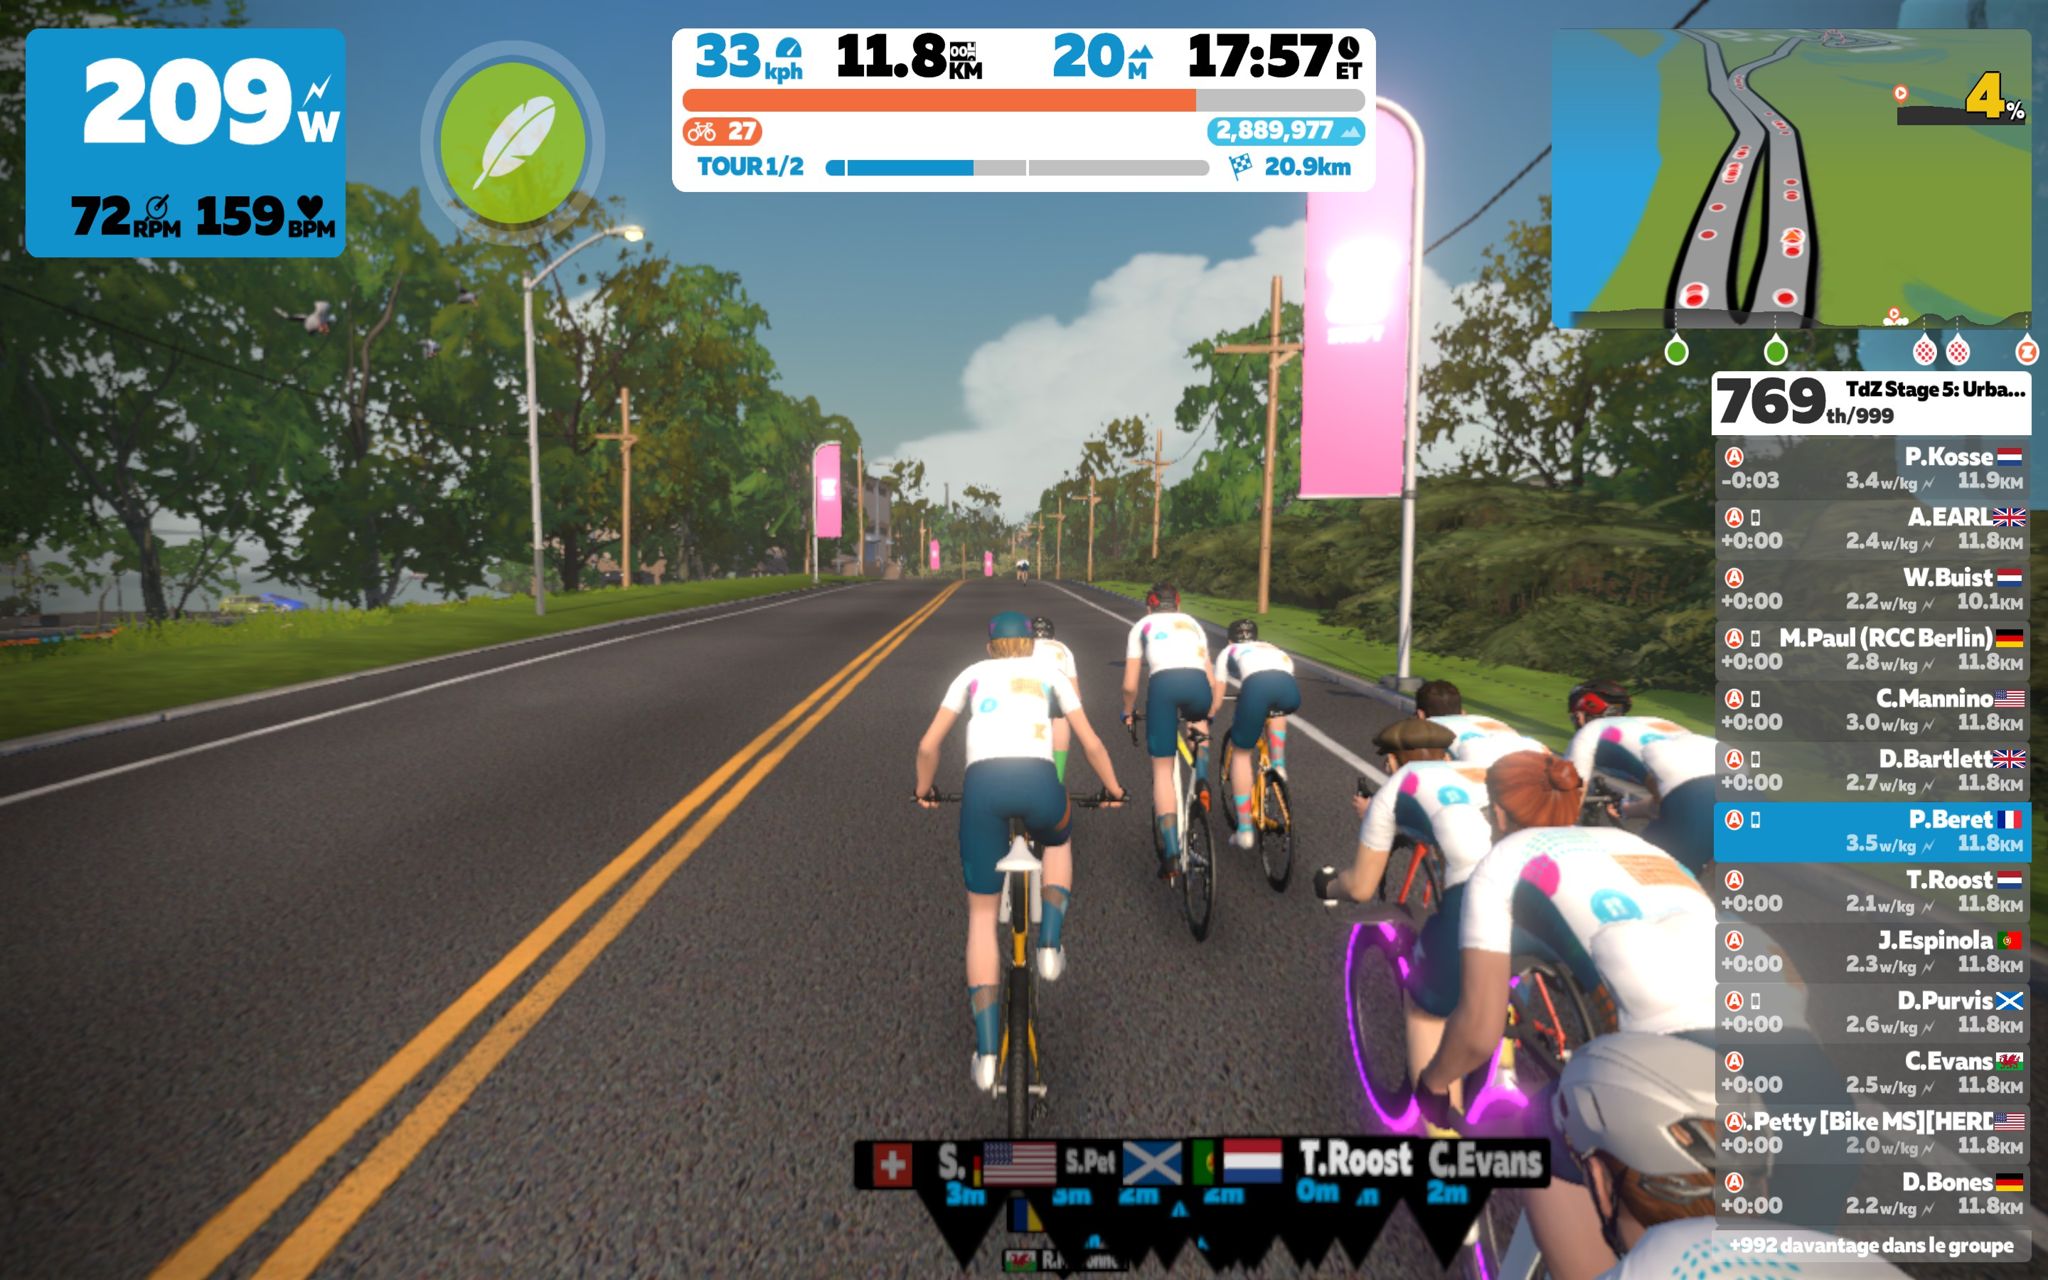 209 W
72 RPM 159 BPM
33 kph 11.8 KM 20 M 17:57 ET
27 2,889,977
TOUR 1/2 20.9km
4%
769th/999 TdZ Stage 5: Urba...
A P.Kosse
-0:03 3.4w/kg 11.9KM
A A.EARL
+0:00 2.4w/kg 11.8KM
A W.Buist
+0:00 2.2w/kg 10.1KM
A M.Paul (RCC Berlin)
+0:00 2.8w/kg 11.8KM
A C.Mannino
+0:00 3.0w/kg 11.8KM
A D.Bartlett
+0:00 2.7w/kg 11.8KM
A P.Beret
3.5w/kg 11.8KM
A T.Roost
+0:00 2.1w/kg 11.8KM
A J.Espinola
+0:00 2.3w/kg 11.8KM
A D.Purvis
+0:00 2.6w/kg 11.8KM
A C.Evans
+0:00 2.5w/kg 11.8KM
A .Petty [Bike MS][HERD
+0:00 2.0w/kg 11.8KM
A D.Bones
+0:00 2.2w/kg 11.8KM
+992 davantage dans le groupe
S. S.Pet T.Roost C.Evans
3m 3m 2m 2m 0m 2m